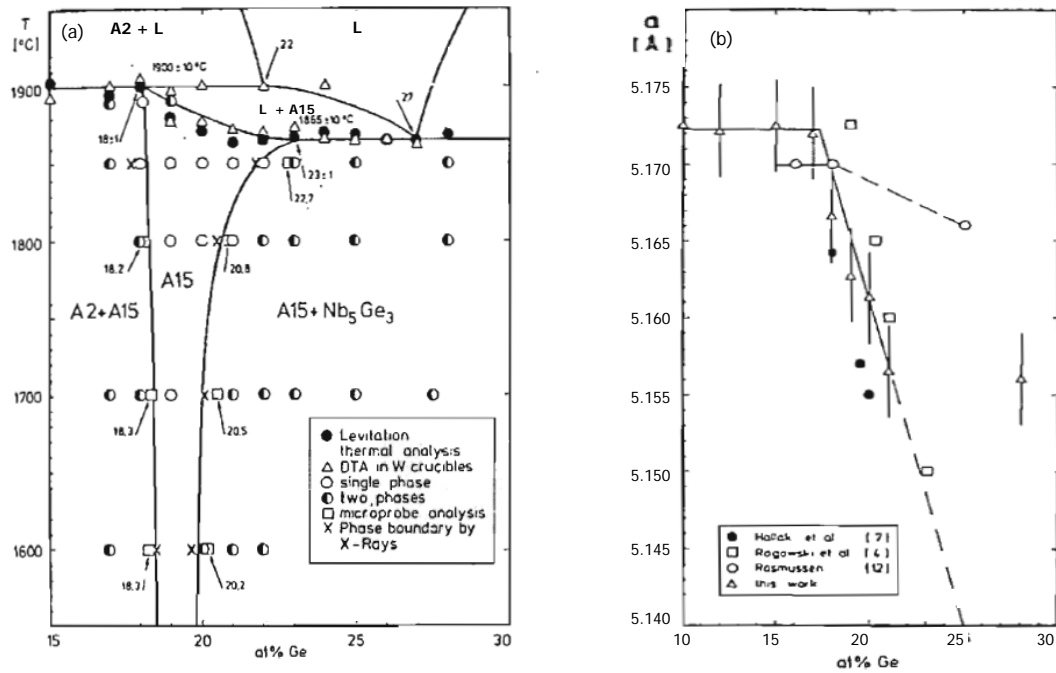 T
[°C]
(a)
A2 + L
L
22
1900 ± 10 °C
1900
L + A15
27
1865 ± 10 °C
18±1
23 ± 1
22,7
1800
18,2
A15
20,8
A2 + A15
A15 + Nb5Ge3
1700
18,3
20,5
Levitation
thermal analysis
DTA in W crucibles
single phase
two phases
microprobe analysis
Phase boundary by
X-Rays
1600
18,3
20,2
15
20
25
30
at% Ge
a
[Å]
(b)
5.175
5.170
5.165
5.160
5.155
5.150
5.145
5.140
Rogowski et al [4]
Rasmussen [12]
this work
10
15
20
25
30
at% Ge